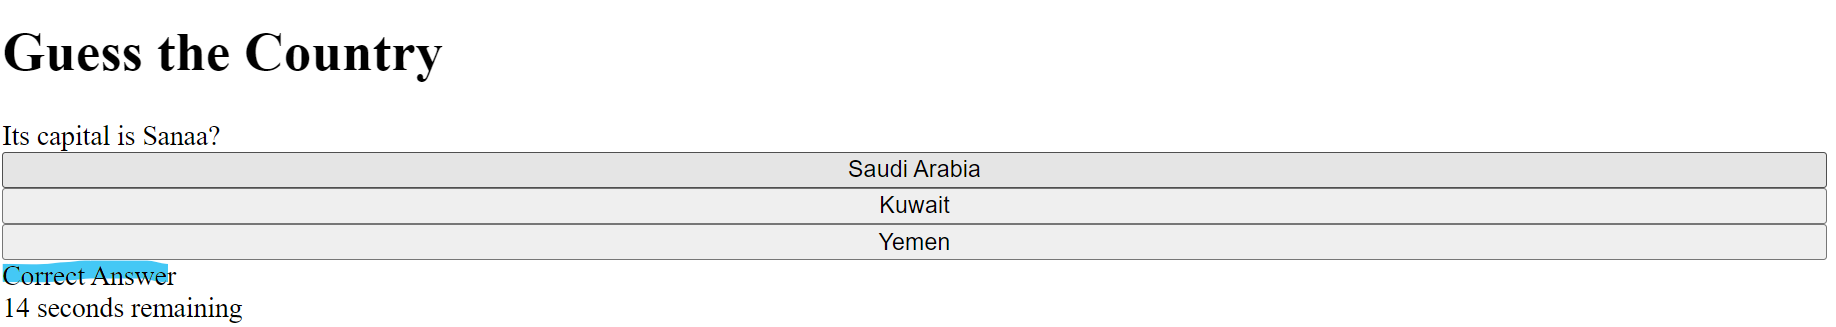 Guess the Country
Its capital is Sanaa?
Saudi Arabia
Kuwait
Yemen
Correct Answer
14 seconds remaining